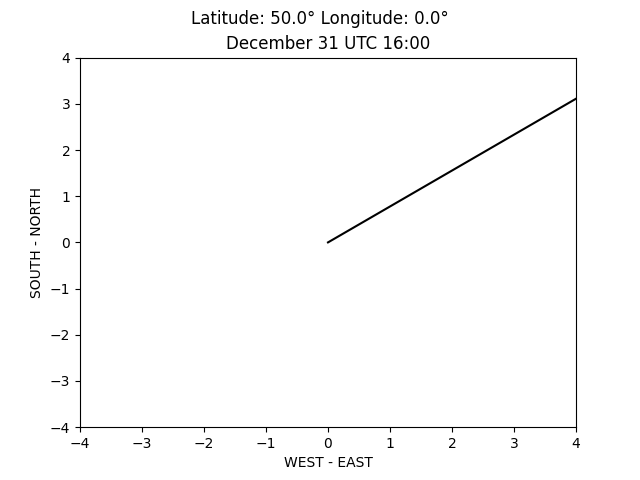 Latitude: 50.0° Longitude: 0.0°
December 31 UTC 16:00
4
3
2
1
0
−1
−2
−3
−4
SOUTH - NORTH
−4 −3 −2 −1 0 1 2 3 4
WEST - EAST